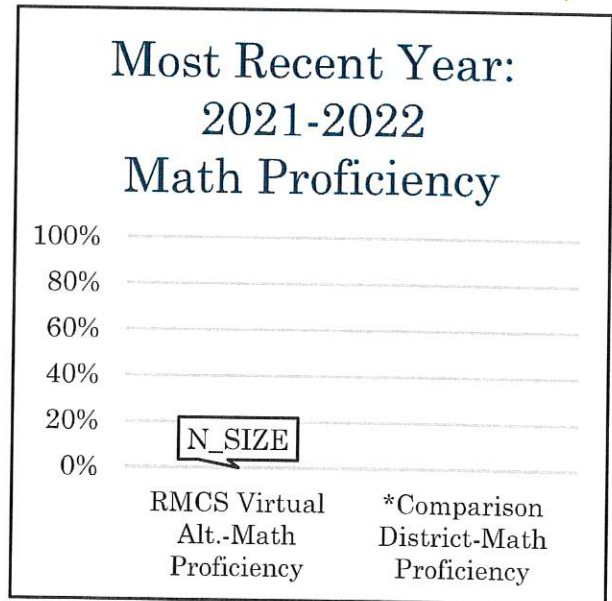 Most Recent Year:
2021-2022
Math Proficiency
100%
80%
60%
40%
20%
N_SIZE
0%
RMCS Virtual
Alt.-Math
Proficiency
*Comparison
District-Math
Proficiency